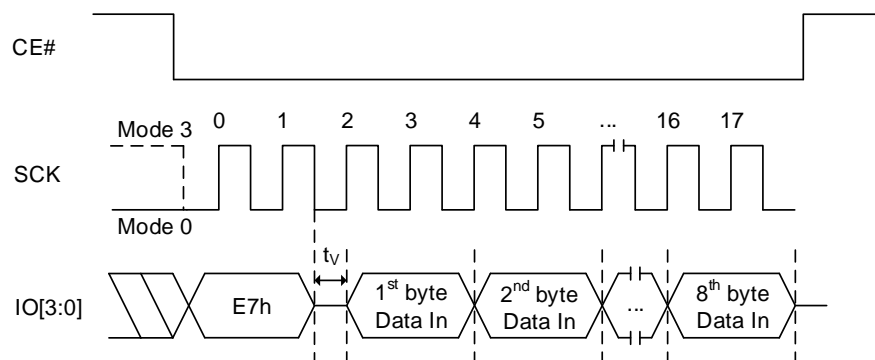 CE#
0 1 2 3 4 5 ... 16 17
Mode 3
SCK
Mode 0
tV
IO[3:0]
E7h
1st byte
Data In
2nd byte
Data In
...
8th byte
Data In